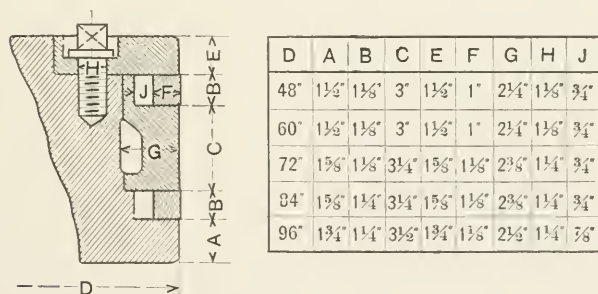 H
E
B
J
F
C
G
B
A
D
D A B C E F G H J
48" 1½" 1⅛" 3" 1½" 1" 2¼" 1⅛" ¾"
60" 1½" 1⅛" 3" 1½" 1" 2¼" 1⅛" ¾"
72" 1⅝" 1⅛" 3¼" 1⅝" 1⅛" 2⅜" 1¼" ¾"
84" 1⅝" 1¼" 3¼" 1⅝" 1⅛" 2⅜" 1¼" ¾"
96" 1¾" 1¼" 3½" 1¾" 1⅛" 2½" 1¼" ⅞"